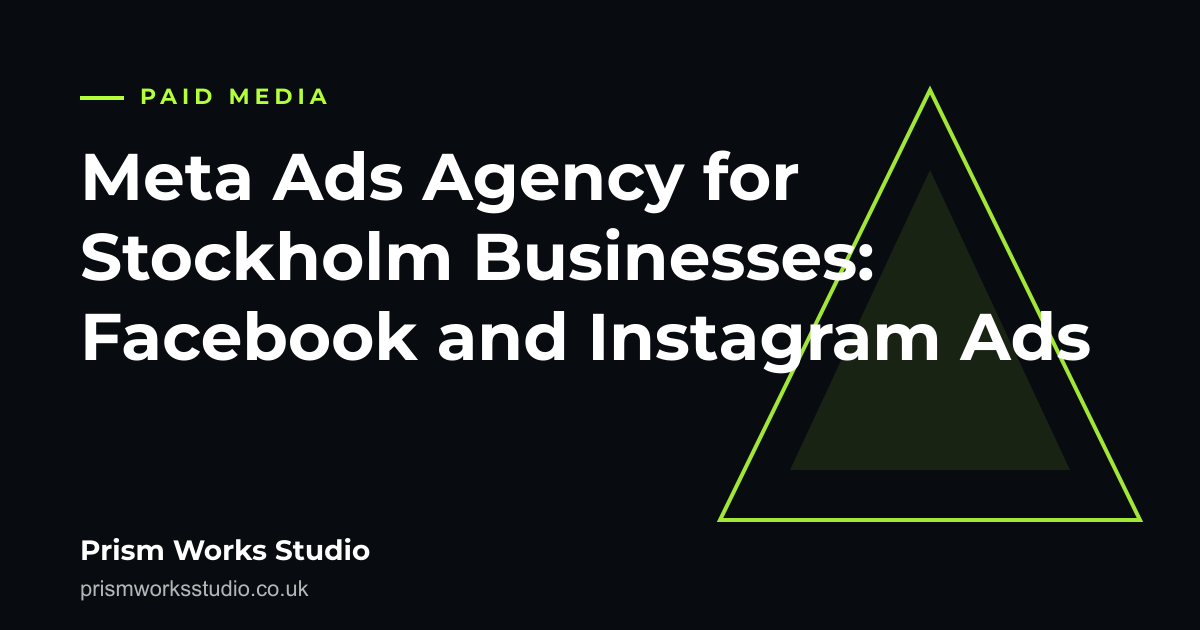 PAID MEDIA
Meta Ads Agency for
Stockholm Businesses:
Facebook and Instagram Ads
Prism Works Studio
prismworksstudio.co.uk